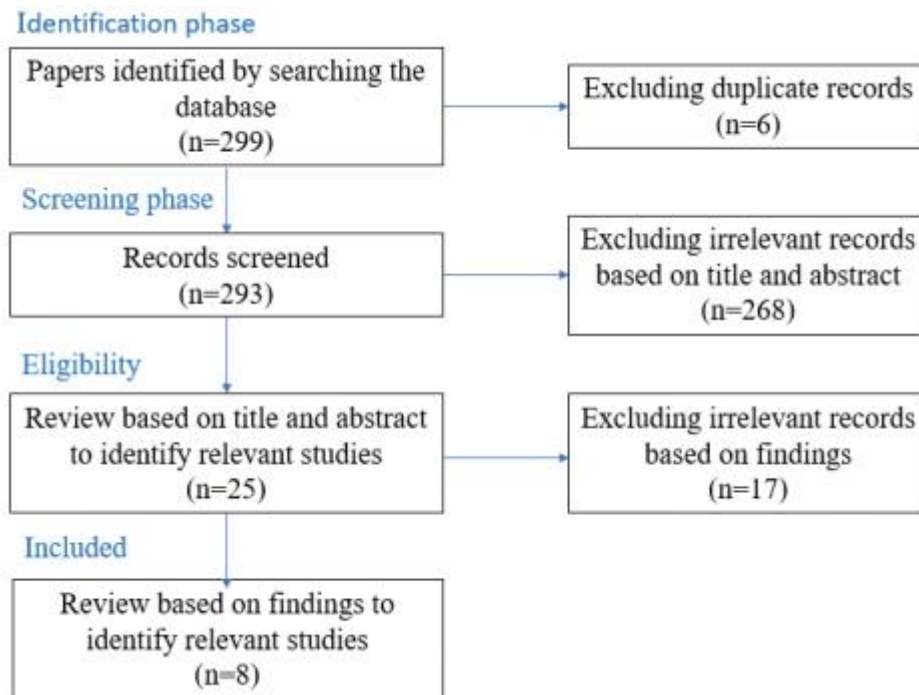 Identification phase
Papers identified by searching the
database
(n=299)
Excluding duplicate records
(n=6)
Screening phase
Records screened
(n=293)
Excluding irrelevant records
based on title and abstract
(n=268)
Eligibility
Review based on title and abstract
to identify relevant studies
(n=25)
Excluding irrelevant records
based on findings
(n=17)
Included
Review based on findings to
identify relevant studies
(n=8)